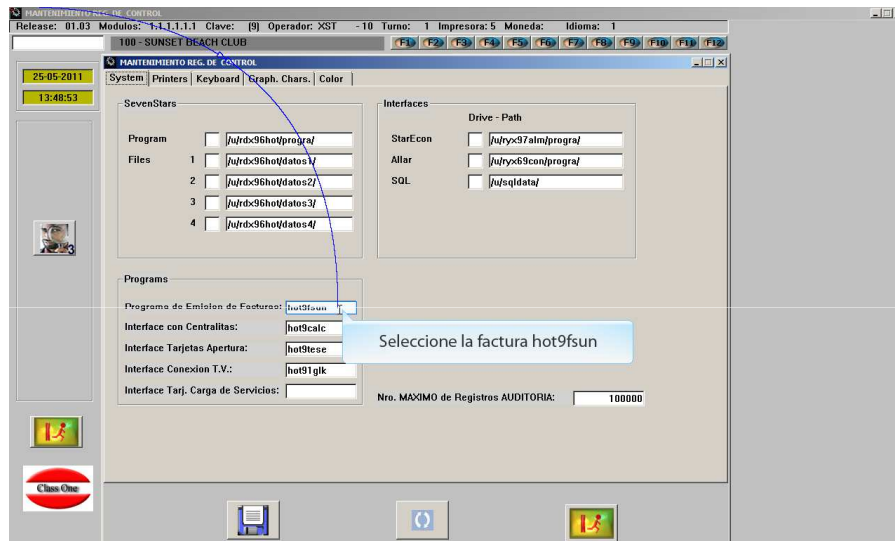 MANTENIMIENTO REG. DE CONTROL
Release: 01.03 Modulos: 1.1.1.1.1.1 Clave: (9) Operador: XST - 10 Turno: 1 Impresora: 5 Moneda: Idioma: 1
100 - SUNSET BEACH CLUB F1 F2 F3 F4 F5 F6 F7 F8 F9 F10 F11 F12
MANTENIMIENTO REG. DE CONTROL
25-05-2011
13:48:53
System Printers Keyboard Graph. Chars. Color
SevenStars
Program /u/rdx96hot/progra/
Files 1 /u/rdx96hot/datos1/
2 /u/rdx96hot/datos2/
3 /u/rdx96hot/datos3/
4 /u/rdx96hot/datos4/
Interfaces
Drive - Path
StarEcon /u/ryx97alm/progra/
Allar /u/ryx69con/progra/
SQL /u/sqldata/
Programs
Programa de Emision de Facturas: hot9fsun
Interface con Centralitas: hot9calc
Interface Tarjetas Apertura: hot9tese
Interface Conexion T.V.: hot91glk
Interface Tarj. Carga de Servicios:
Seleccione la factura hot9fsun
Nro. MAXIMO de Registros AUDITORIA: 100000
3
Class One